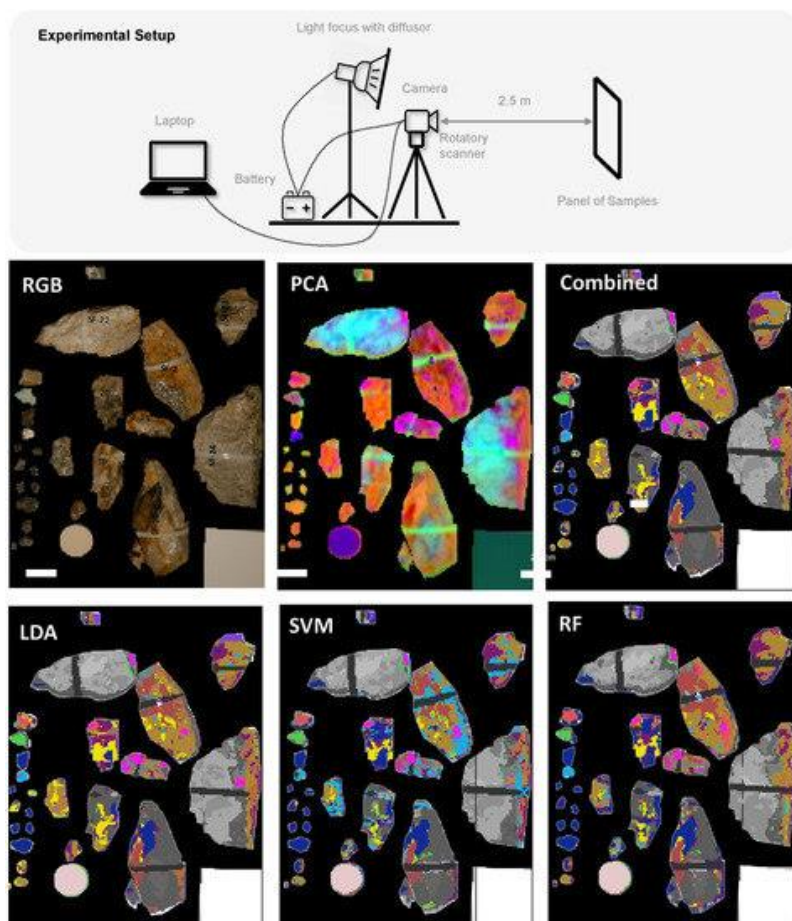 Experimental Setup
Light focus with diffusor
Camera
2.5 m
Laptop
Rotatory
scanner
Battery
Panel of Samples
RGB
PCA
Combined
LDA
SVM
RF